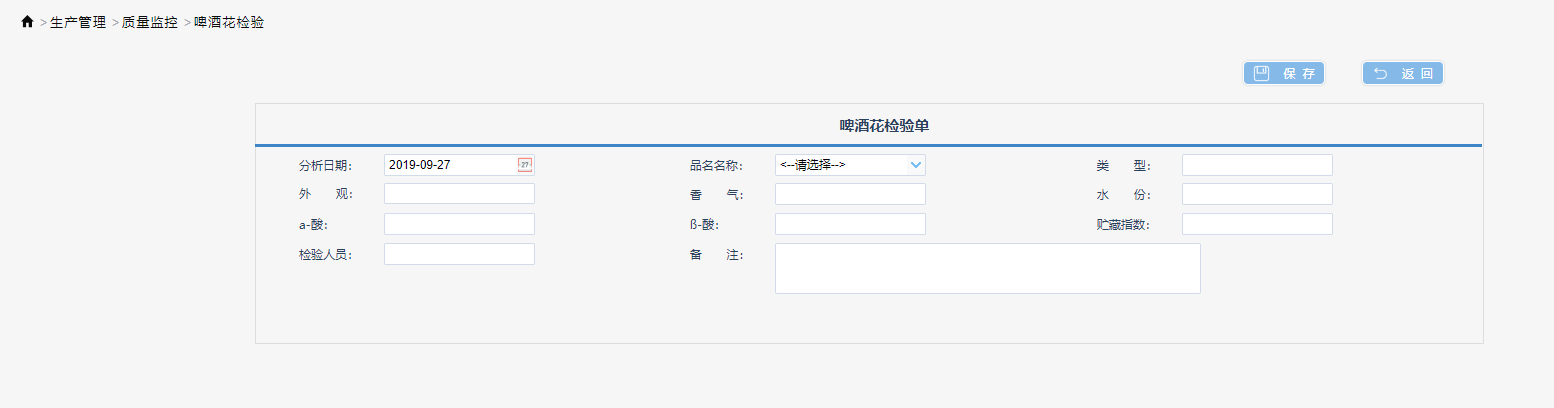 >生产管理 >质量监控 >啤酒花检验
保 存 返 回
啤酒花检验单
分析日期: 2019-09-27 27 品名名称: <--请选择--> 类 型:
外 观: 香 气: 水 份:
a-酸: ß-酸: 贮藏指数:
检验人员: 备 注: